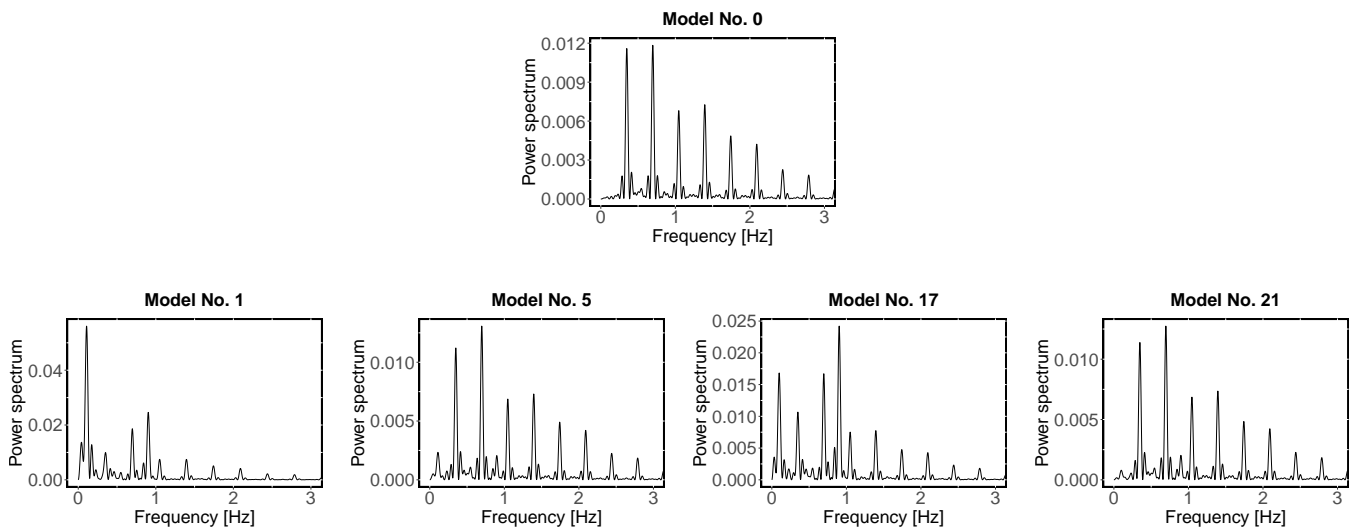 Model No. 0
Power spectrum
0.012
0.009
0.006
0.003
0.000
0 1 2 3
Frequency [Hz]
Model No. 1
Power spectrum
0.04
0.02
0.00
0 1 2 3
Frequency [Hz]
Model No. 5
Power spectrum
0.010
0.005
0.000
0 1 2 3
Frequency [Hz]
Model No. 17
Power spectrum
0.025
0.020
0.015
0.010
0.005
0.000
0 1 2 3
Frequency [Hz]
Model No. 21
Power spectrum
0.010
0.005
0.000
0 1 2 3
Frequency [Hz]